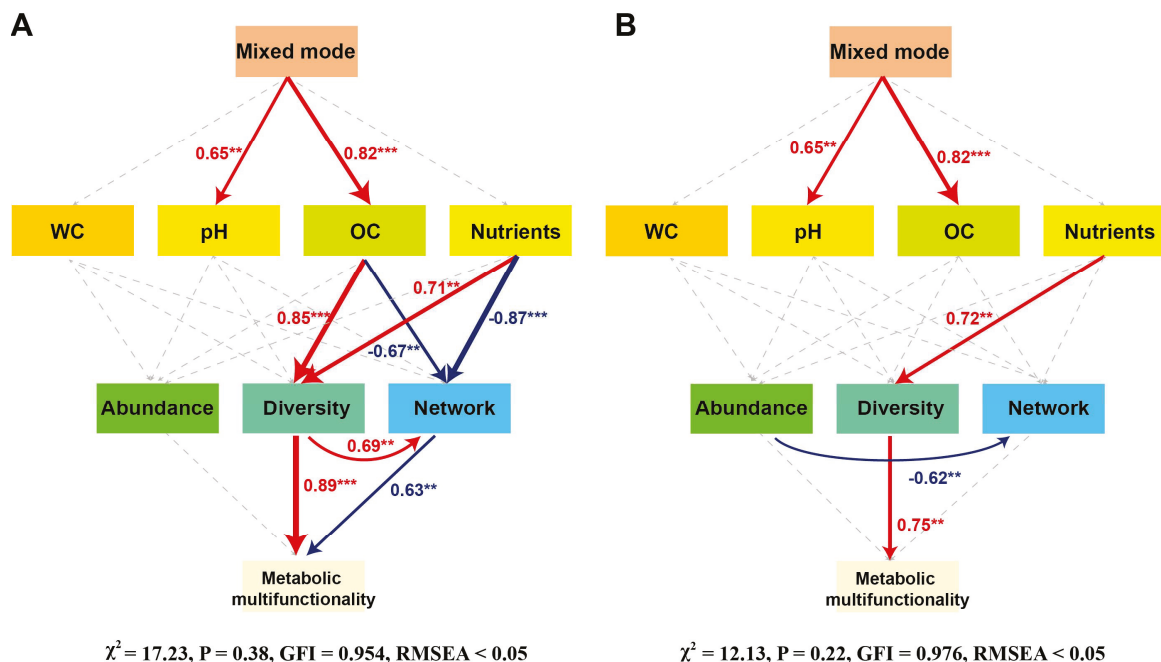 A
B
Mixed mode
Mixed mode
0.65**
0.82***
0.65**
0.82***
WC
pH
OC
Nutrients
WC
pH
OC
Nutrients
0.85***
0.71**
-0.67**
-0.87***
0.72**
Abundance
Diversity
Network
Abundance
Diversity
Network
0.69**
0.89***
0.63**
-0.62**
0.75**
Metabolic
multifunctionality
Metabolic
multifunctionality
χ² = 17.23, P = 0.38, GFI = 0.954, RMSEA < 0.05
χ² = 12.13, P = 0.22, GFI = 0.976, RMSEA < 0.05